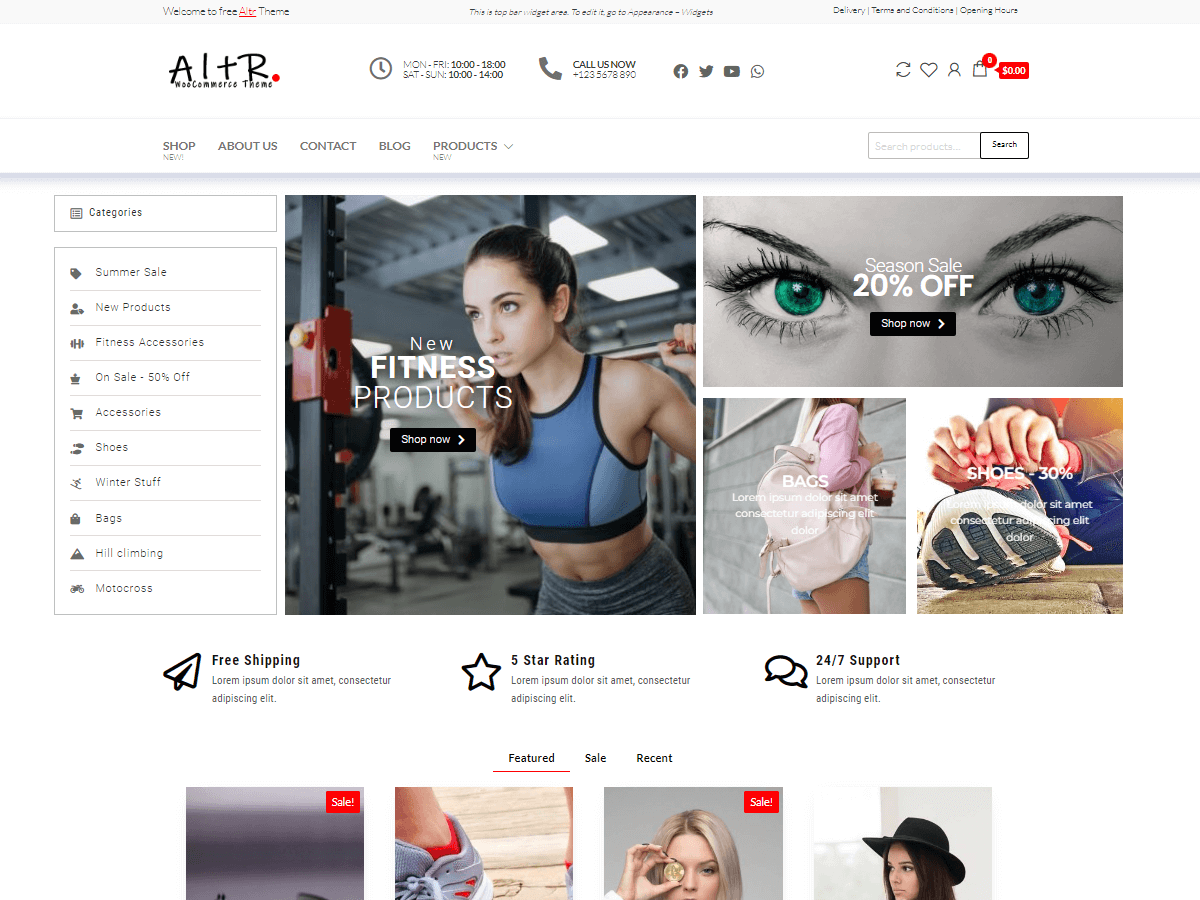 Welcome to free Altr Theme
This is top bar widget area. To edit it, go to Appearance – Widgets
Delivery | Terms and Conditions | Opening Hours
AltR.
WooCommerce Theme
MON - FRI: 10:00 - 18:00
SAT - SUN: 10:00 - 14:00
CALL US NOW
+123 5678 890
0
$0.00
SHOP
NEW!
ABOUT US
CONTACT
BLOG
PRODUCTS
NEW
Search products...
Search
Categories
Summer Sale
New Products
Fitness Accessories
On Sale - 50% Off
Accessories
Shoes
Winter Stuff
Bags
Hill climbing
Motocross
New
FITNESS
PRODUCTS
Shop now
Season Sale
20% OFF
Shop now
BAGS
Lorem ipsum dolor sit amet
consectetur adipiscing elit
dolor
SHOES - 30%
Lorem ipsum dolor sit amet
consectetur adipiscing elit
dolor
Free Shipping
Lorem ipsum dolor sit amet, consectetur
adipiscing elit.
5 Star Rating
Lorem ipsum dolor sit amet, consectetur
adipiscing elit.
24/7 Support
Lorem ipsum dolor sit amet, consectetur
adipiscing elit.
Featured
Sale
Recent
Sale!
Sale!